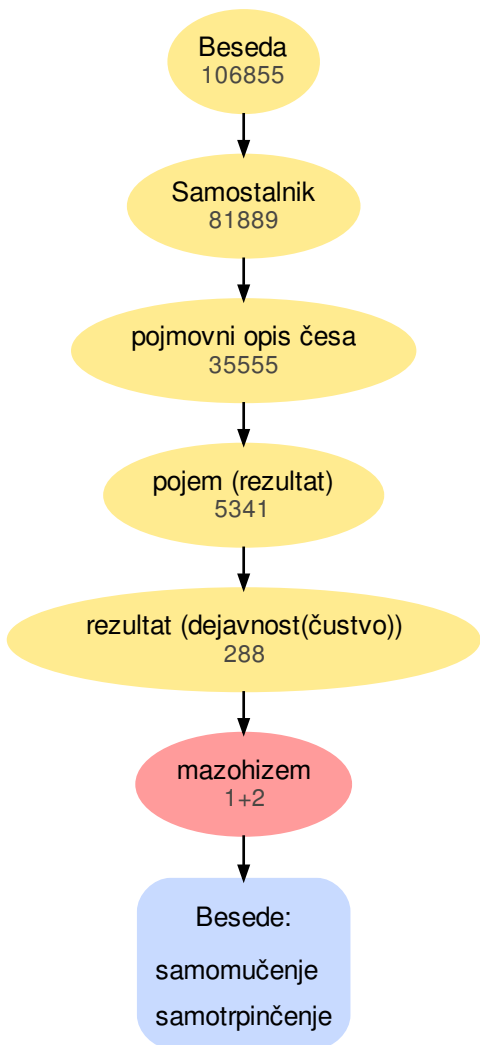 Beseda
106855
Samostalnik
81889
pojmovni opis česa
35555
pojem (rezultat)
5341
rezultat (dejavnost(čustvo))
288
mazohizem
1+2
Besede:
samomučenje
samotrpinčenje